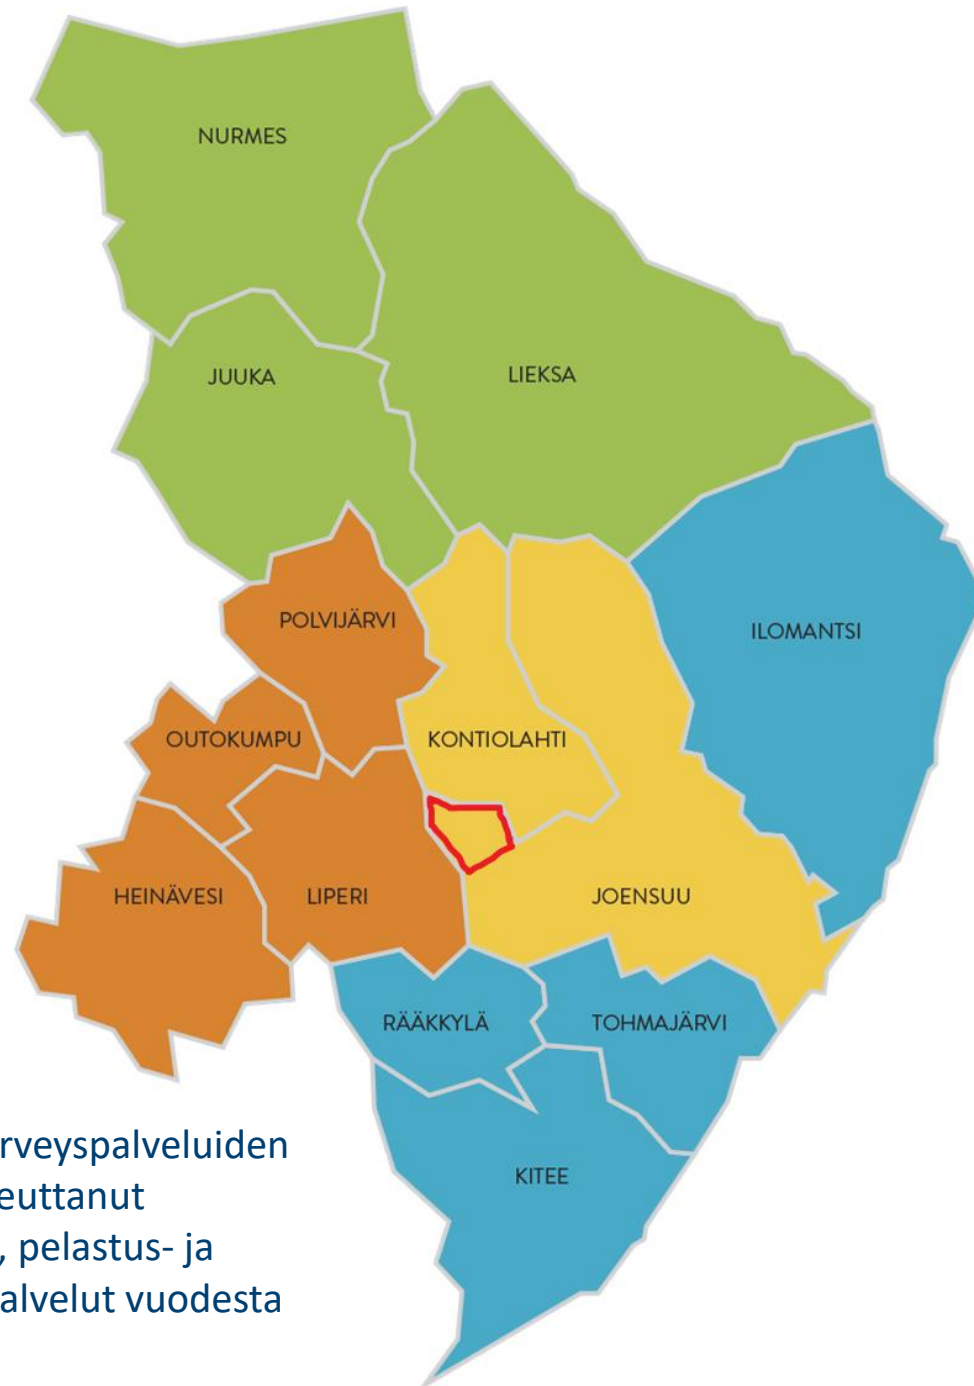 NURMES
JUUKA
LIEKSA
POLVIJÄRVI
ILOMANTSI
OUTOKUMPU
KONTIOLAHTI
HEINÄVESI
LIPERI
JOENSUU
RÄÄKKYLÄ
TOHMAJÄRVI
KITEE
rveyspalveluiden
euttanut
, pelastus- ja
alvelut vuodesta